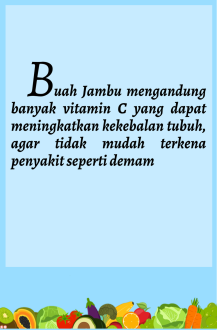 Buah Jambu mengandung
banyak vitamin C yang dapat
meningkatkan kekebalan tubuh,
agar tidak mudah terkena
penyakit seperti demam